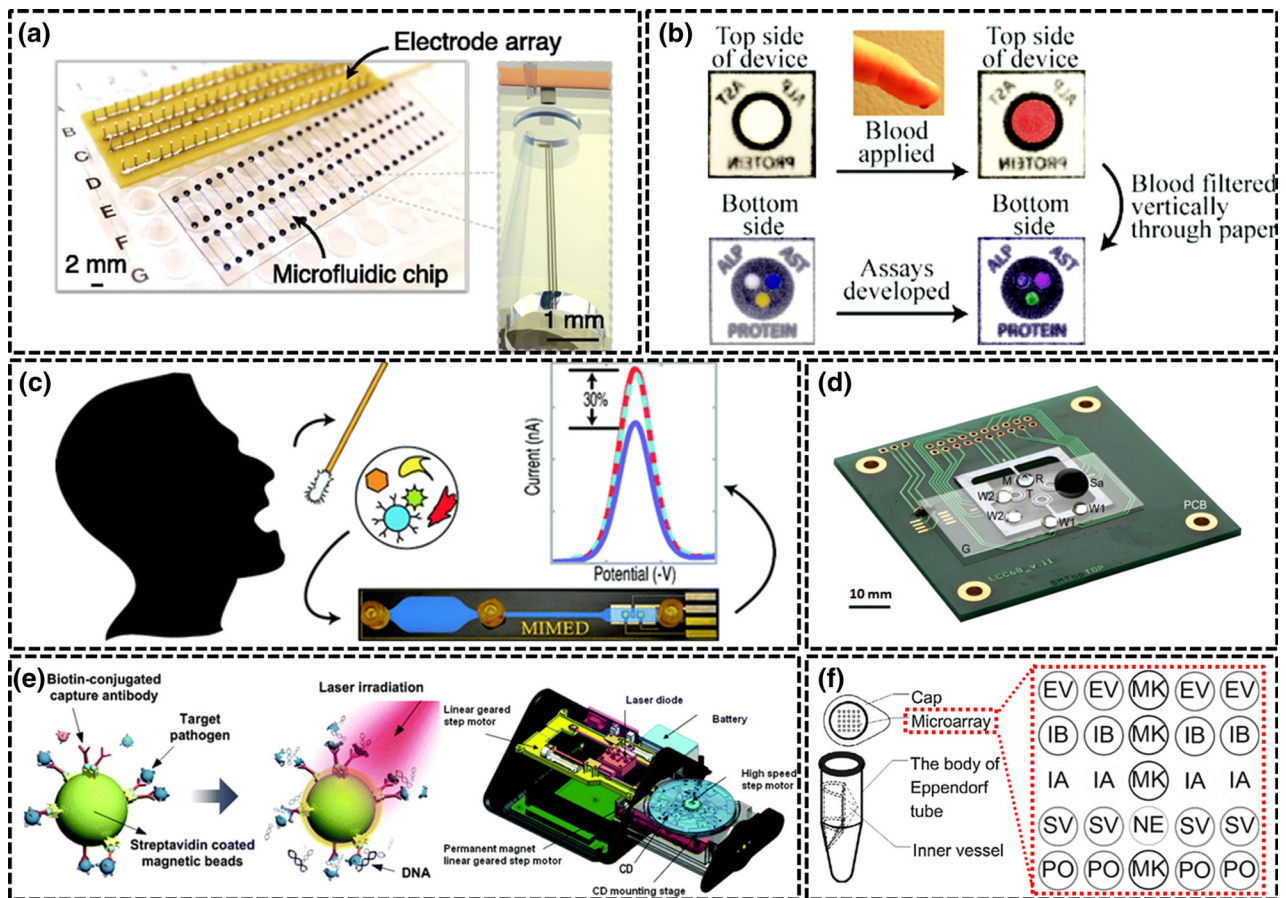 (a)
Electrode array
A
B
C
D
E
F
G
2 mm
Microfluidic chip
1 mm
(b)
Top side
of device
Top side
of device
AST
ALP
PROTEIN
Blood
applied
AST
ALP
PROTEIN
Blood filtered
vertically
through paper
Bottom
side
Bottom
side
ALP
AST
PROTEIN
Assays
developed
ALP
AST
PROTEIN
(c)
30%
Current (nA)
Potential (-V)
MIMED
(d)
M
R
Sa
W2
T
W2
W1
W1
G
PCB
LCC68_v.11
10 mm
(e)
Biotin-conjugated
capture antibody
Target
pathogen
Streptavidin coated
magnetic beads
Laser irradiation
DNA
Linear geared
step motor
Laser diode
Battery
High speed
step motor
Permanent magnet
linear geared step motor
CD
CD mounting stage
(f)
Cap
Microarray
The body of
Eppendorf
tube
Inner vessel
EV EV MK EV EV
IB IB MK IB IB
IA IA MK IA IA
SV SV NE SV SV
PO PO MK PO PO